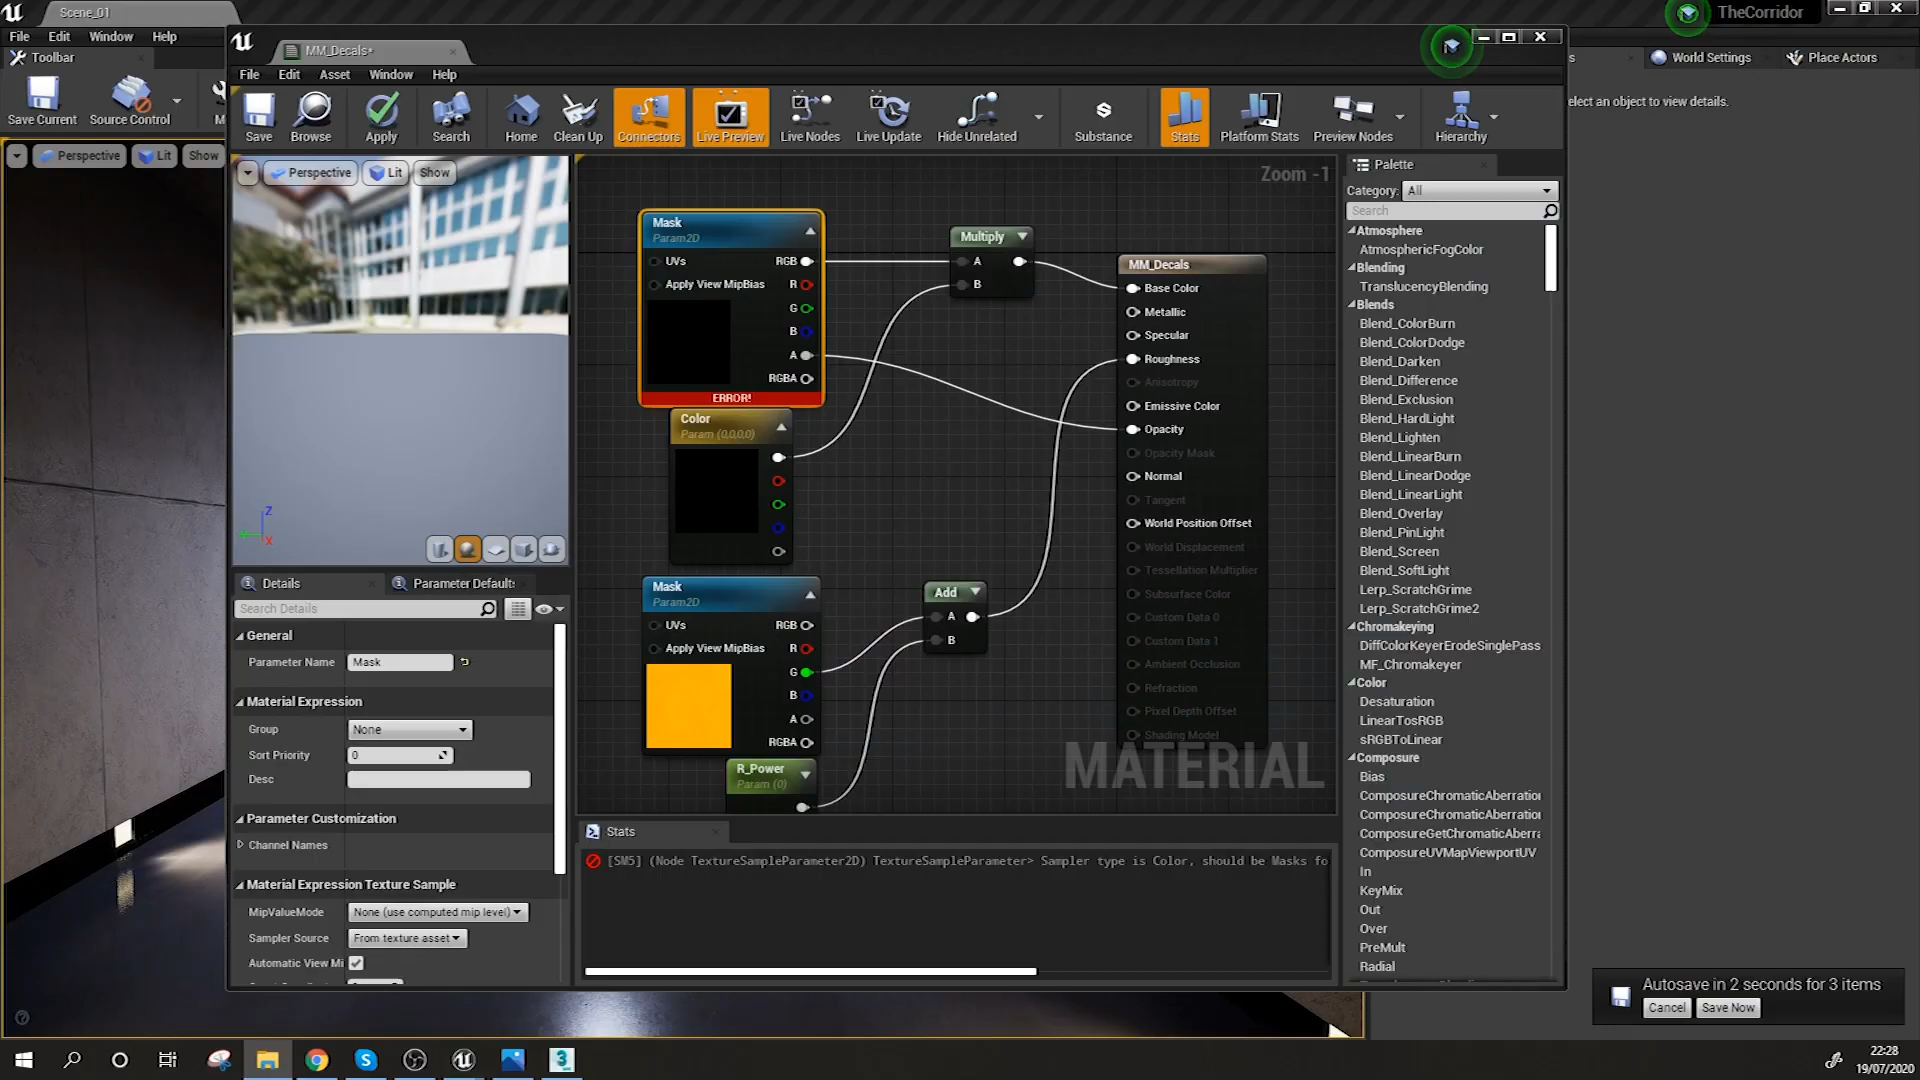 Scene_01
TheCorridor
File Edit Window Help
Toolbar
Save Current
Source Control
Perspective Lit Show
World Settings
Place Actors
elect an object to view details.
MM_Decals*
File Edit Asset Window Help
Save
Browse
Apply
Search
Home
Clean Up
Connectors
Live Preview
Live Nodes
Live Update
Hide Unrelated
Substance
Stats
Platform Stats
Preview Nodes
Hierarchy
Perspective Lit Show
Z
X
Details
Parameter Defaults
Search Details
General
Parameter Name Mask
Material Expression
Group None
Sort Priority 0
Desc
Parameter Customization
Channel Names
Material Expression Texture Sample
MipValueMode None (use computed mip level)
Sampler Source From texture asset
Automatic View Mi
Zoom -1
Mask
Param2D
UVs RGB
Apply View MipBias R
G
B
A
RGBA
ERROR!
Color
Param (0,0,0,0)
Mask
Param2D
UVs RGB
Apply View MipBias R
G
B
A
RGBA
R_Power
Param (0)
Multiply
A
B
Add
A
B
MM_Decals
Base Color
Metallic
Specular
Roughness
Anisotropy
Emissive Color
Opacity
Opacity Mask
Normal
Tangent
World Position Offset
World Displacement
Tessellation Multiplier
Subsurface Color
Custom Data 0
Custom Data 1
Ambient Occlusion
Refraction
Pixel Depth Offset
Shading Model
MATERIAL
Stats
[SM5] (Node TextureSampleParameter2D) TextureSampleParameter> Sampler type is Color, should be Masks fo
Palette
Category: All
Search
Atmosphere
AtmosphericFogColor
Blending
TranslucencyBlending
Blends
Blend_ColorBurn
Blend_ColorDodge
Blend_Darken
Blend_Difference
Blend_Exclusion
Blend_HardLight
Blend_Lighten
Blend_LinearBurn
Blend_LinearDodge
Blend_LinearLight
Blend_Overlay
Blend_PinLight
Blend_Screen
Blend_SoftLight
Lerp_ScratchGrime
Lerp_ScratchGrime2
Chromakeying
DiffColorKeyerErodeSinglePass
MF_Chromakeyer
Color
Desaturation
LinearTosRGB
sRGBToLinear
Composure
Bias
ComposureChromaticAberration
ComposureChromaticAberration
ComposureGetChromaticAberra
ComposureUVMapViewportUV
In
KeyMix
Out
Over
PreMult
Radial
Autosave in 2 seconds for 3 items
Cancel Save Now
22:28
19/07/2020